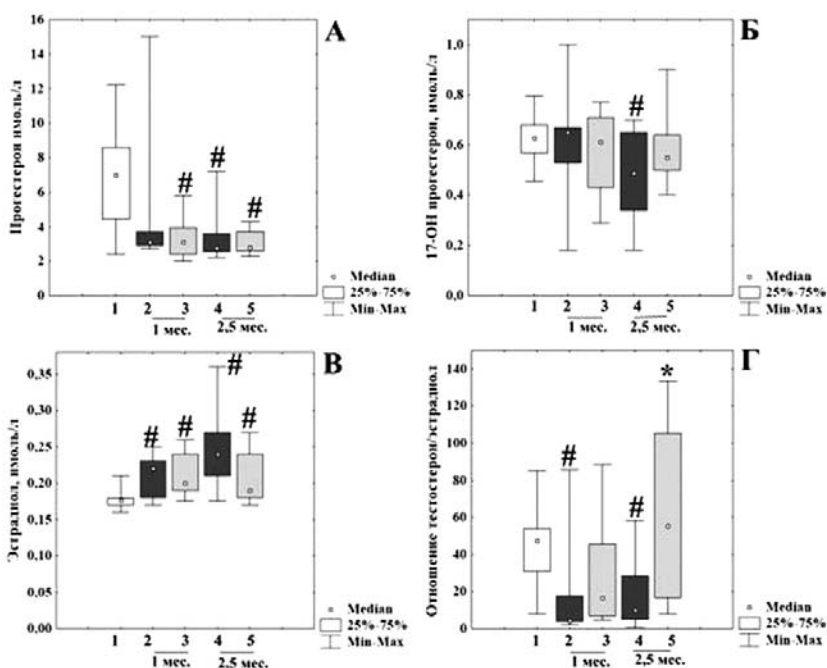 А
Прогестерон нмоль/л
16
14
12
10
8
6
4
2
0
#
#
#
1 2 3 4 5
1 мес. 2,5 мес.
Median
25%-75%
Min-Max
Б
17-ОН прогестерон, нмоль/л
1,0
0,8
0,6
0,4
0,2
0,0
#
1 2 3 4 5
1 мес. 2,5 мес.
Median
25%-75%
Min-Max
В
Эстрадиол, нмоль/л
0,35
0,30
0,25
0,20
0,15
0,00
#
#
#
#
1 2 3 4 5
1 мес. 2,5 мес.
Median
25%-75%
Min-Max
Г
Отношение тестостерон/эстрадиол
140
120
100
80
60
40
20
0
#
#
*
1 2 3 4 5
1 мес. 2,5 мес.
Median
25%-75%
Min-Max